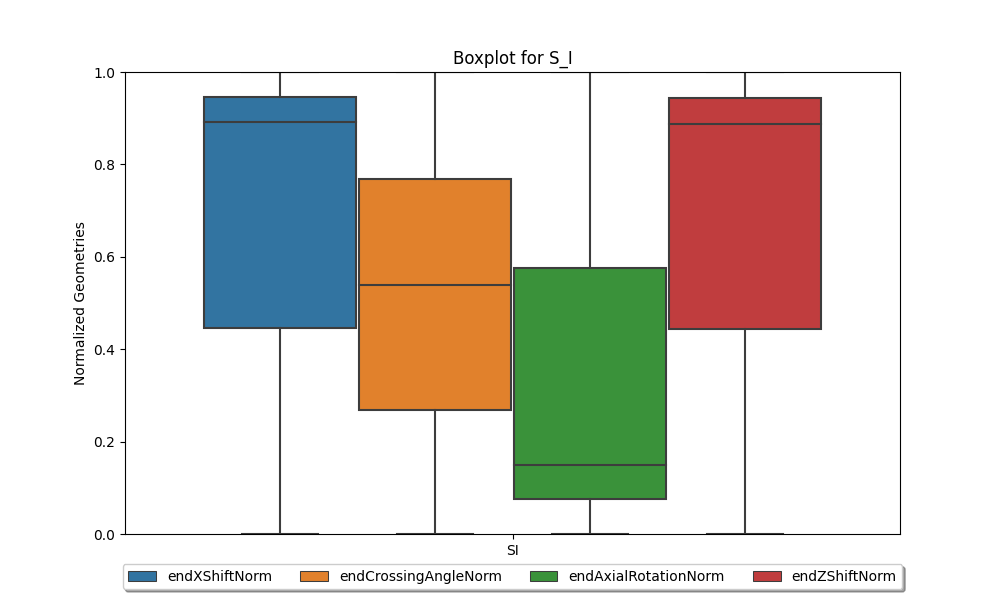 Boxplot for S_I
1.0
0.8
0.6
0.4
0.2
0.0
Normalized Geometries
SI
endXShiftNorm endCrossingAngleNorm endAxialRotationNorm endZShiftNorm